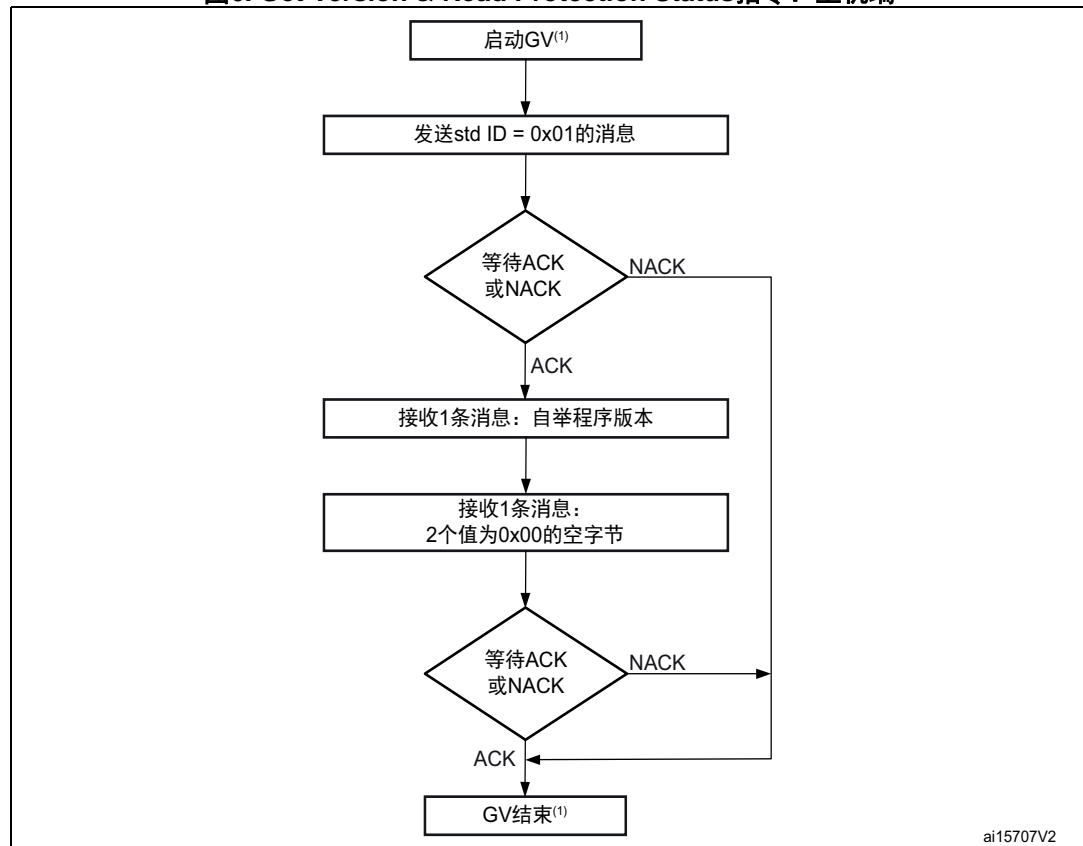 启动GV(1)
发送std ID = 0x01的消息
等待ACK
或NACK
NACK
ACK
接收1条消息：自举程序版本
接收1条消息：
2个值为0x00的空字节
等待ACK
或NACK
NACK
ACK
GV结束(1)
ai15707V2